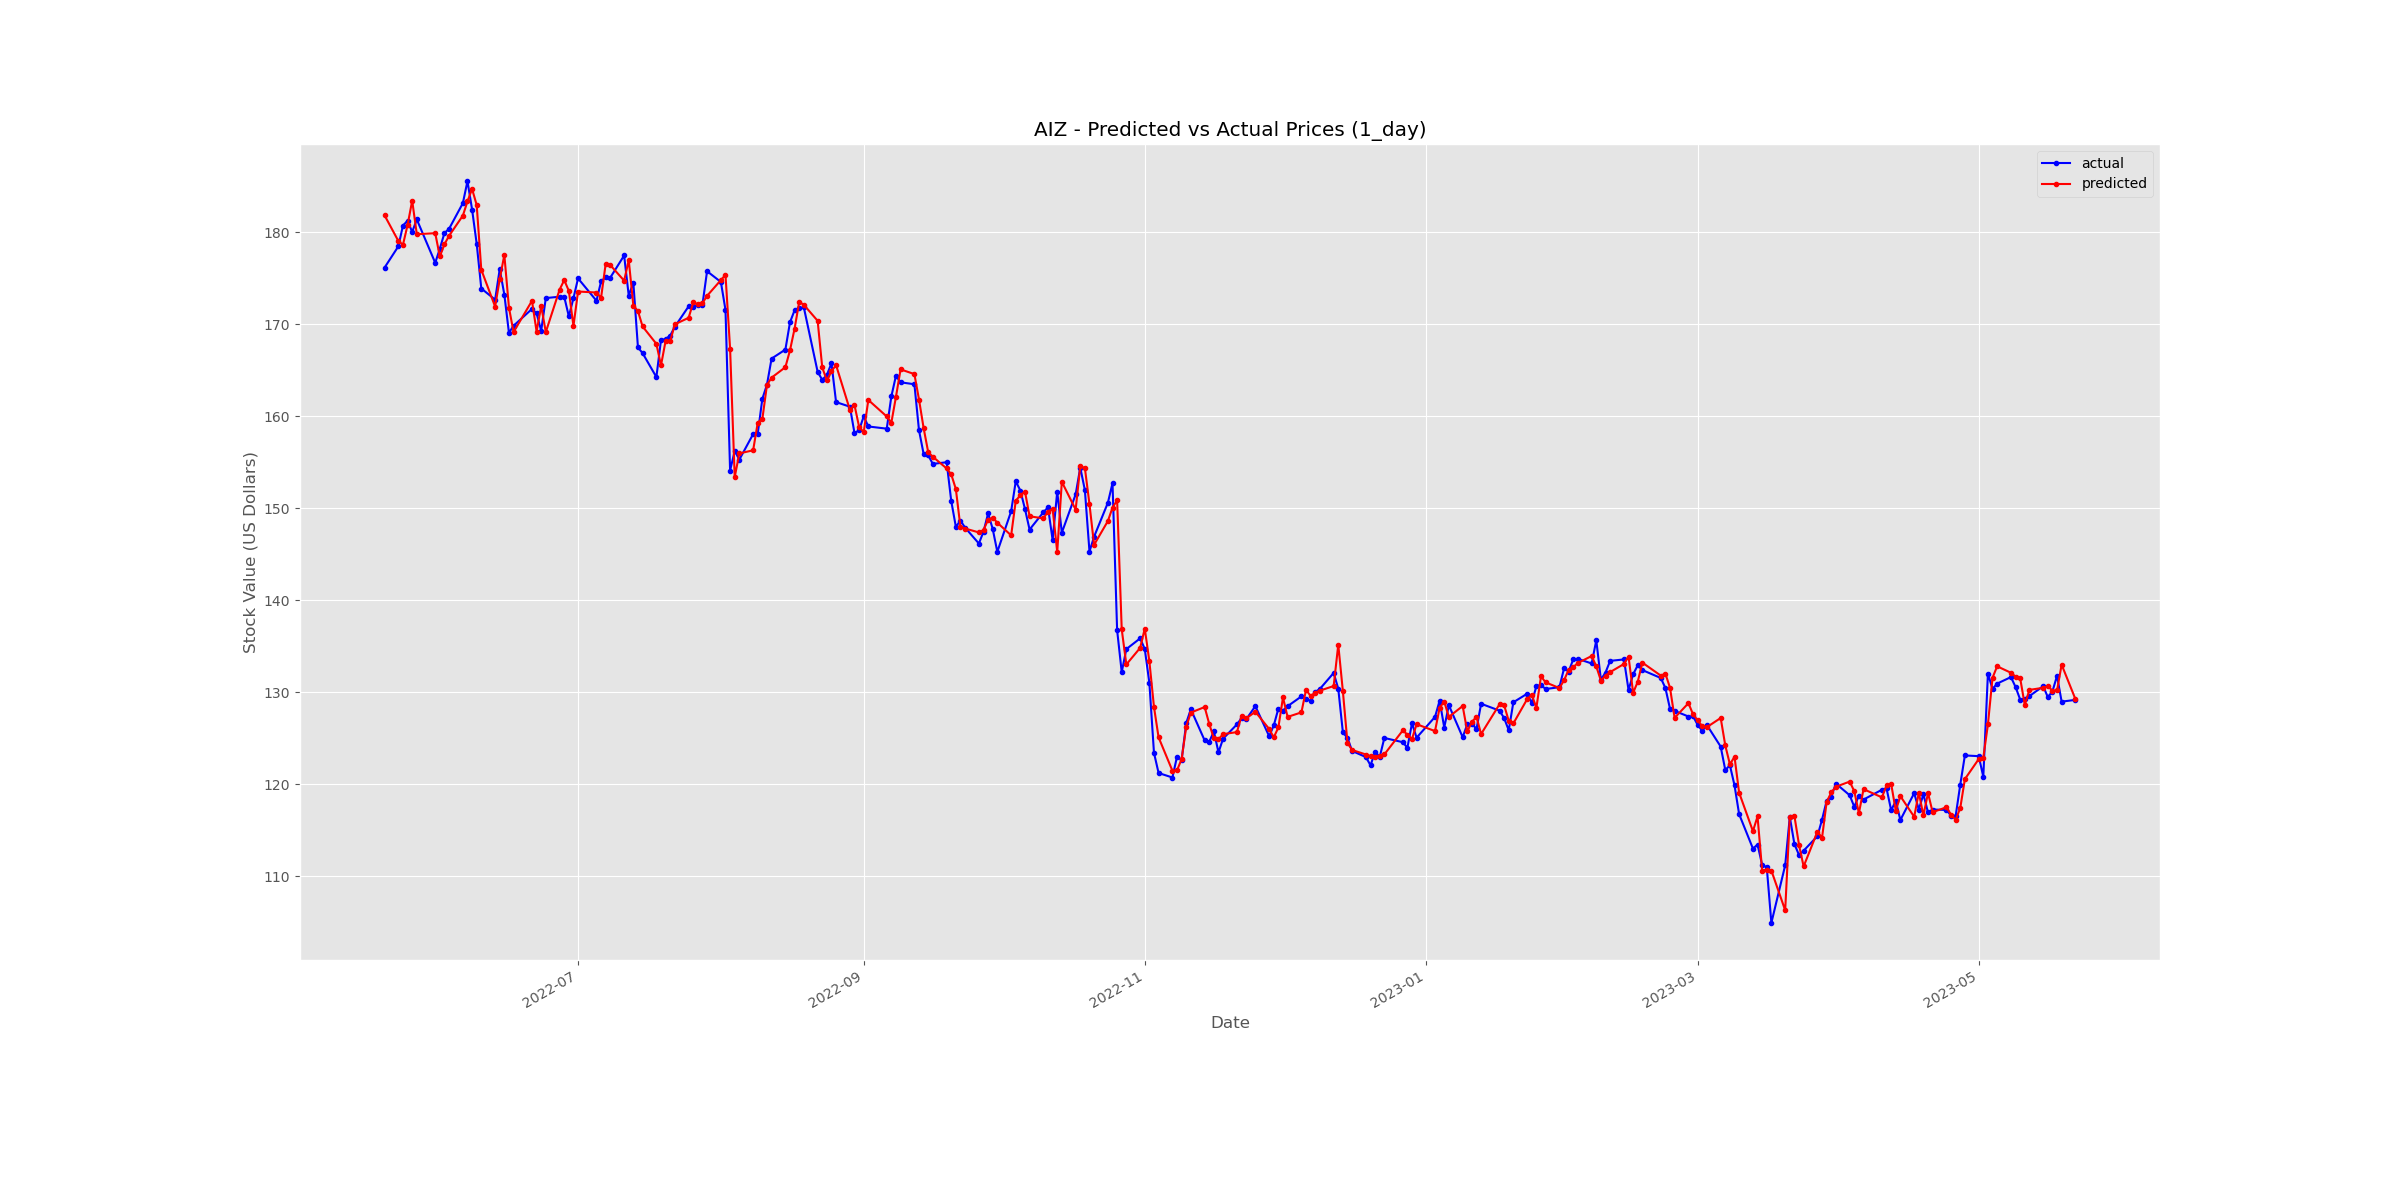 AIZ - Predicted vs Actual Prices (1_day)
actual
predicted
Stock Value (US Dollars)
180
170
160
150
140
130
120
110
2022-07
2022-09
2022-11
2023-01
2023-03
2023-05
Date